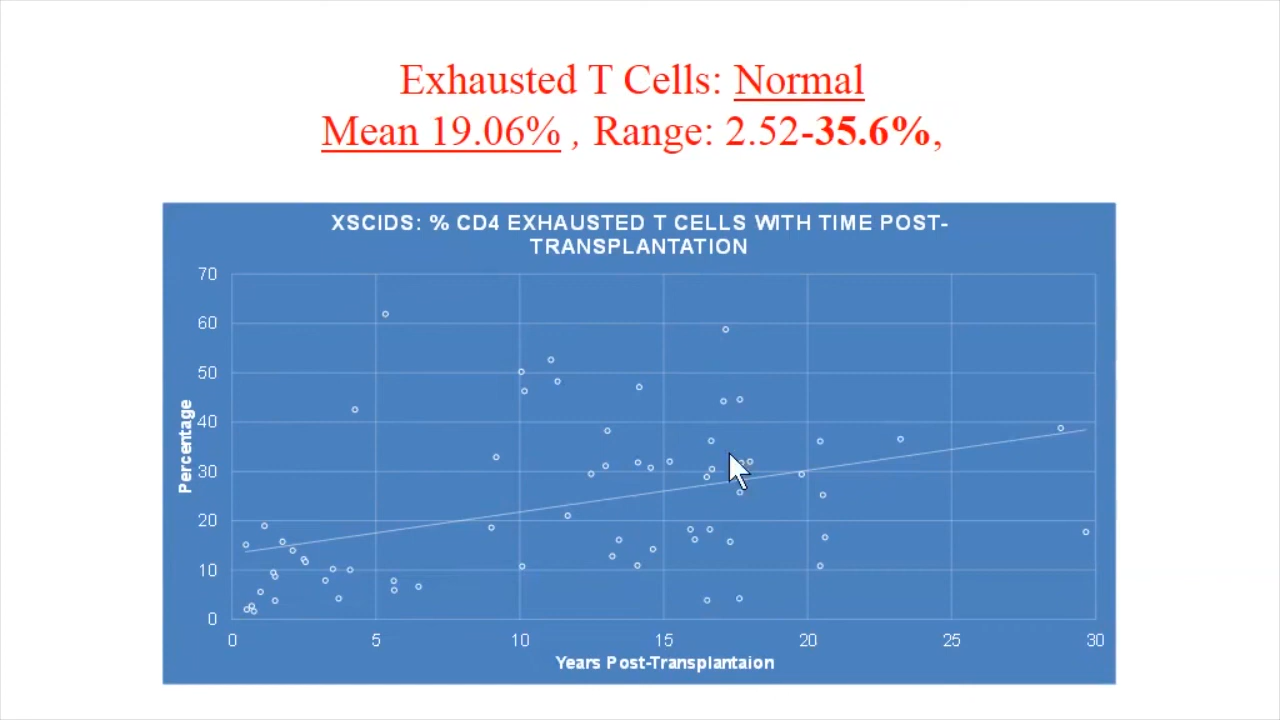 Exhausted T Cells: Normal
Mean 19.06% , Range: 2.52-35.6%,
XSCIDS: % CD4 EXHAUSTED T CELLS WITH TIME POST-
TRANSPLANTATION
70
60
50
40
30
20
10
0
Percentage
0 5 10 15 20 25 30
Years Post-Transplantaion